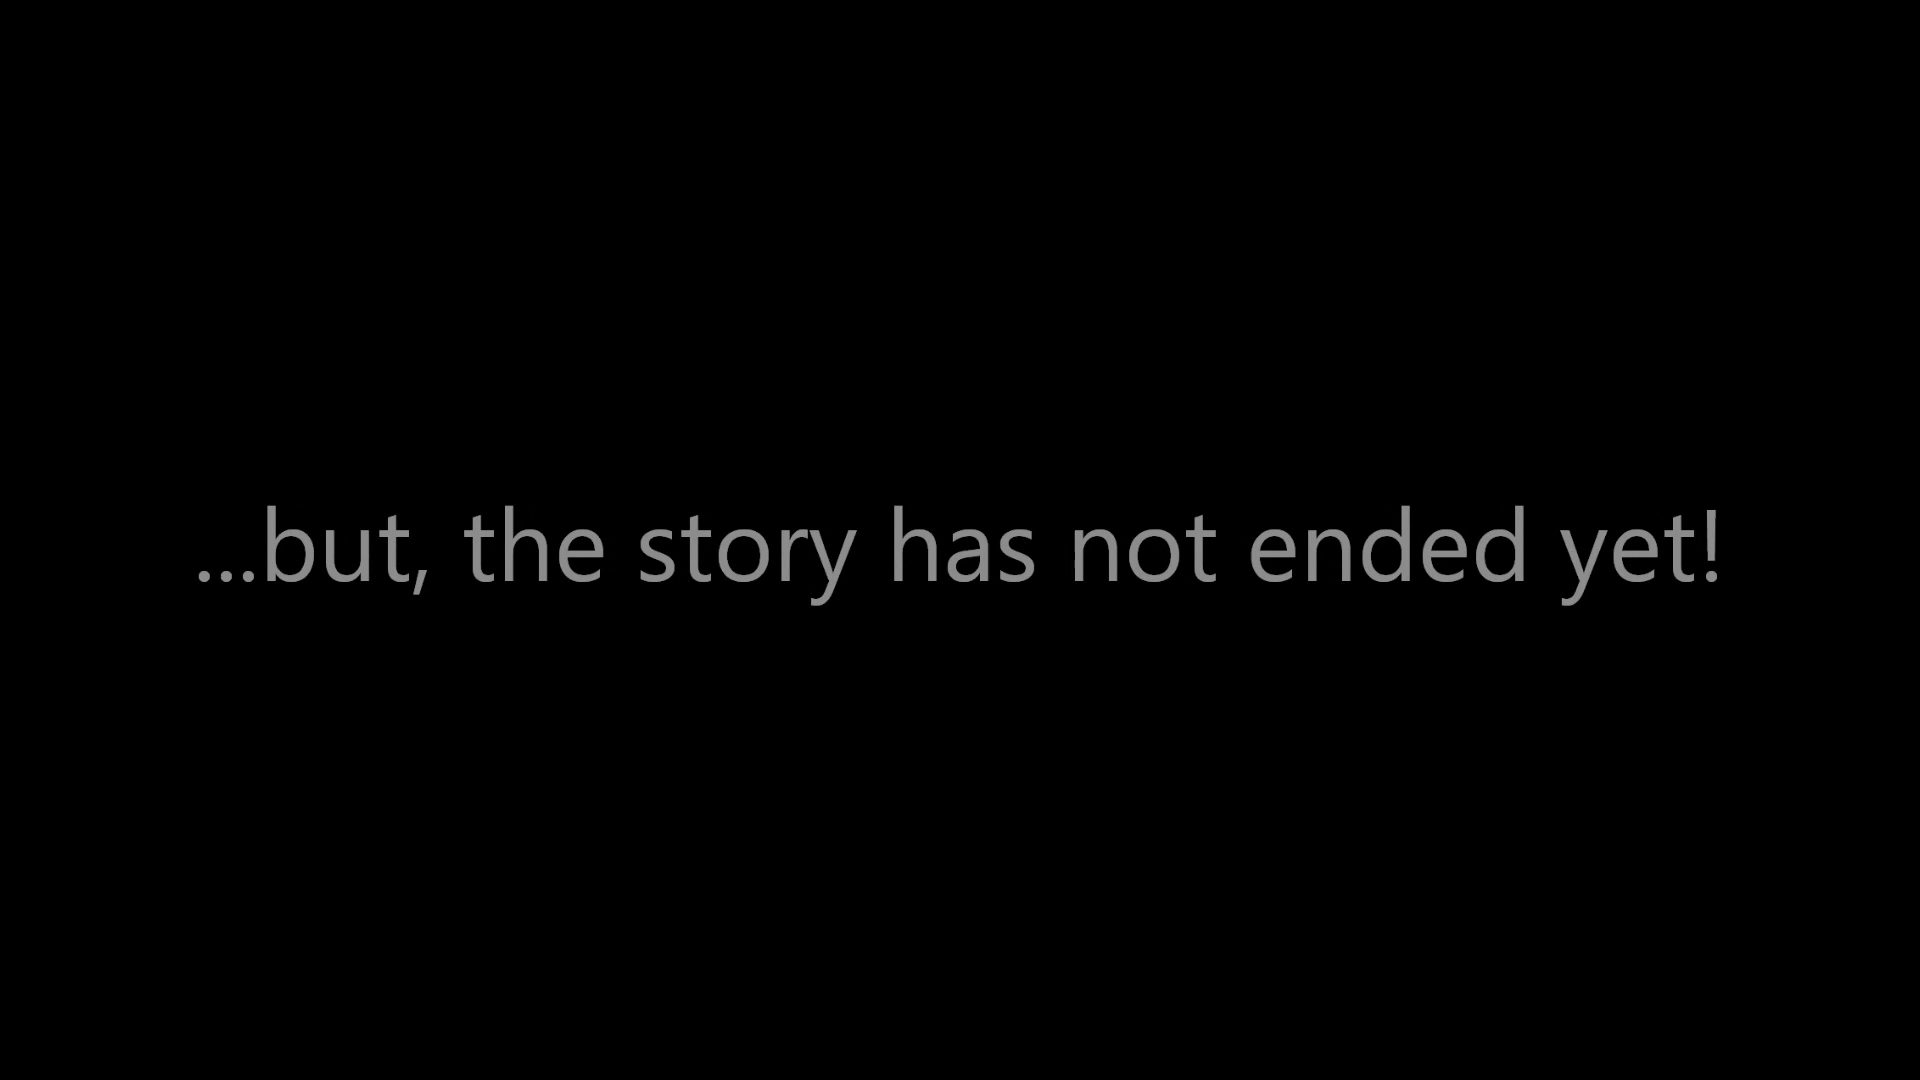 ...but, the story has not ended yet!